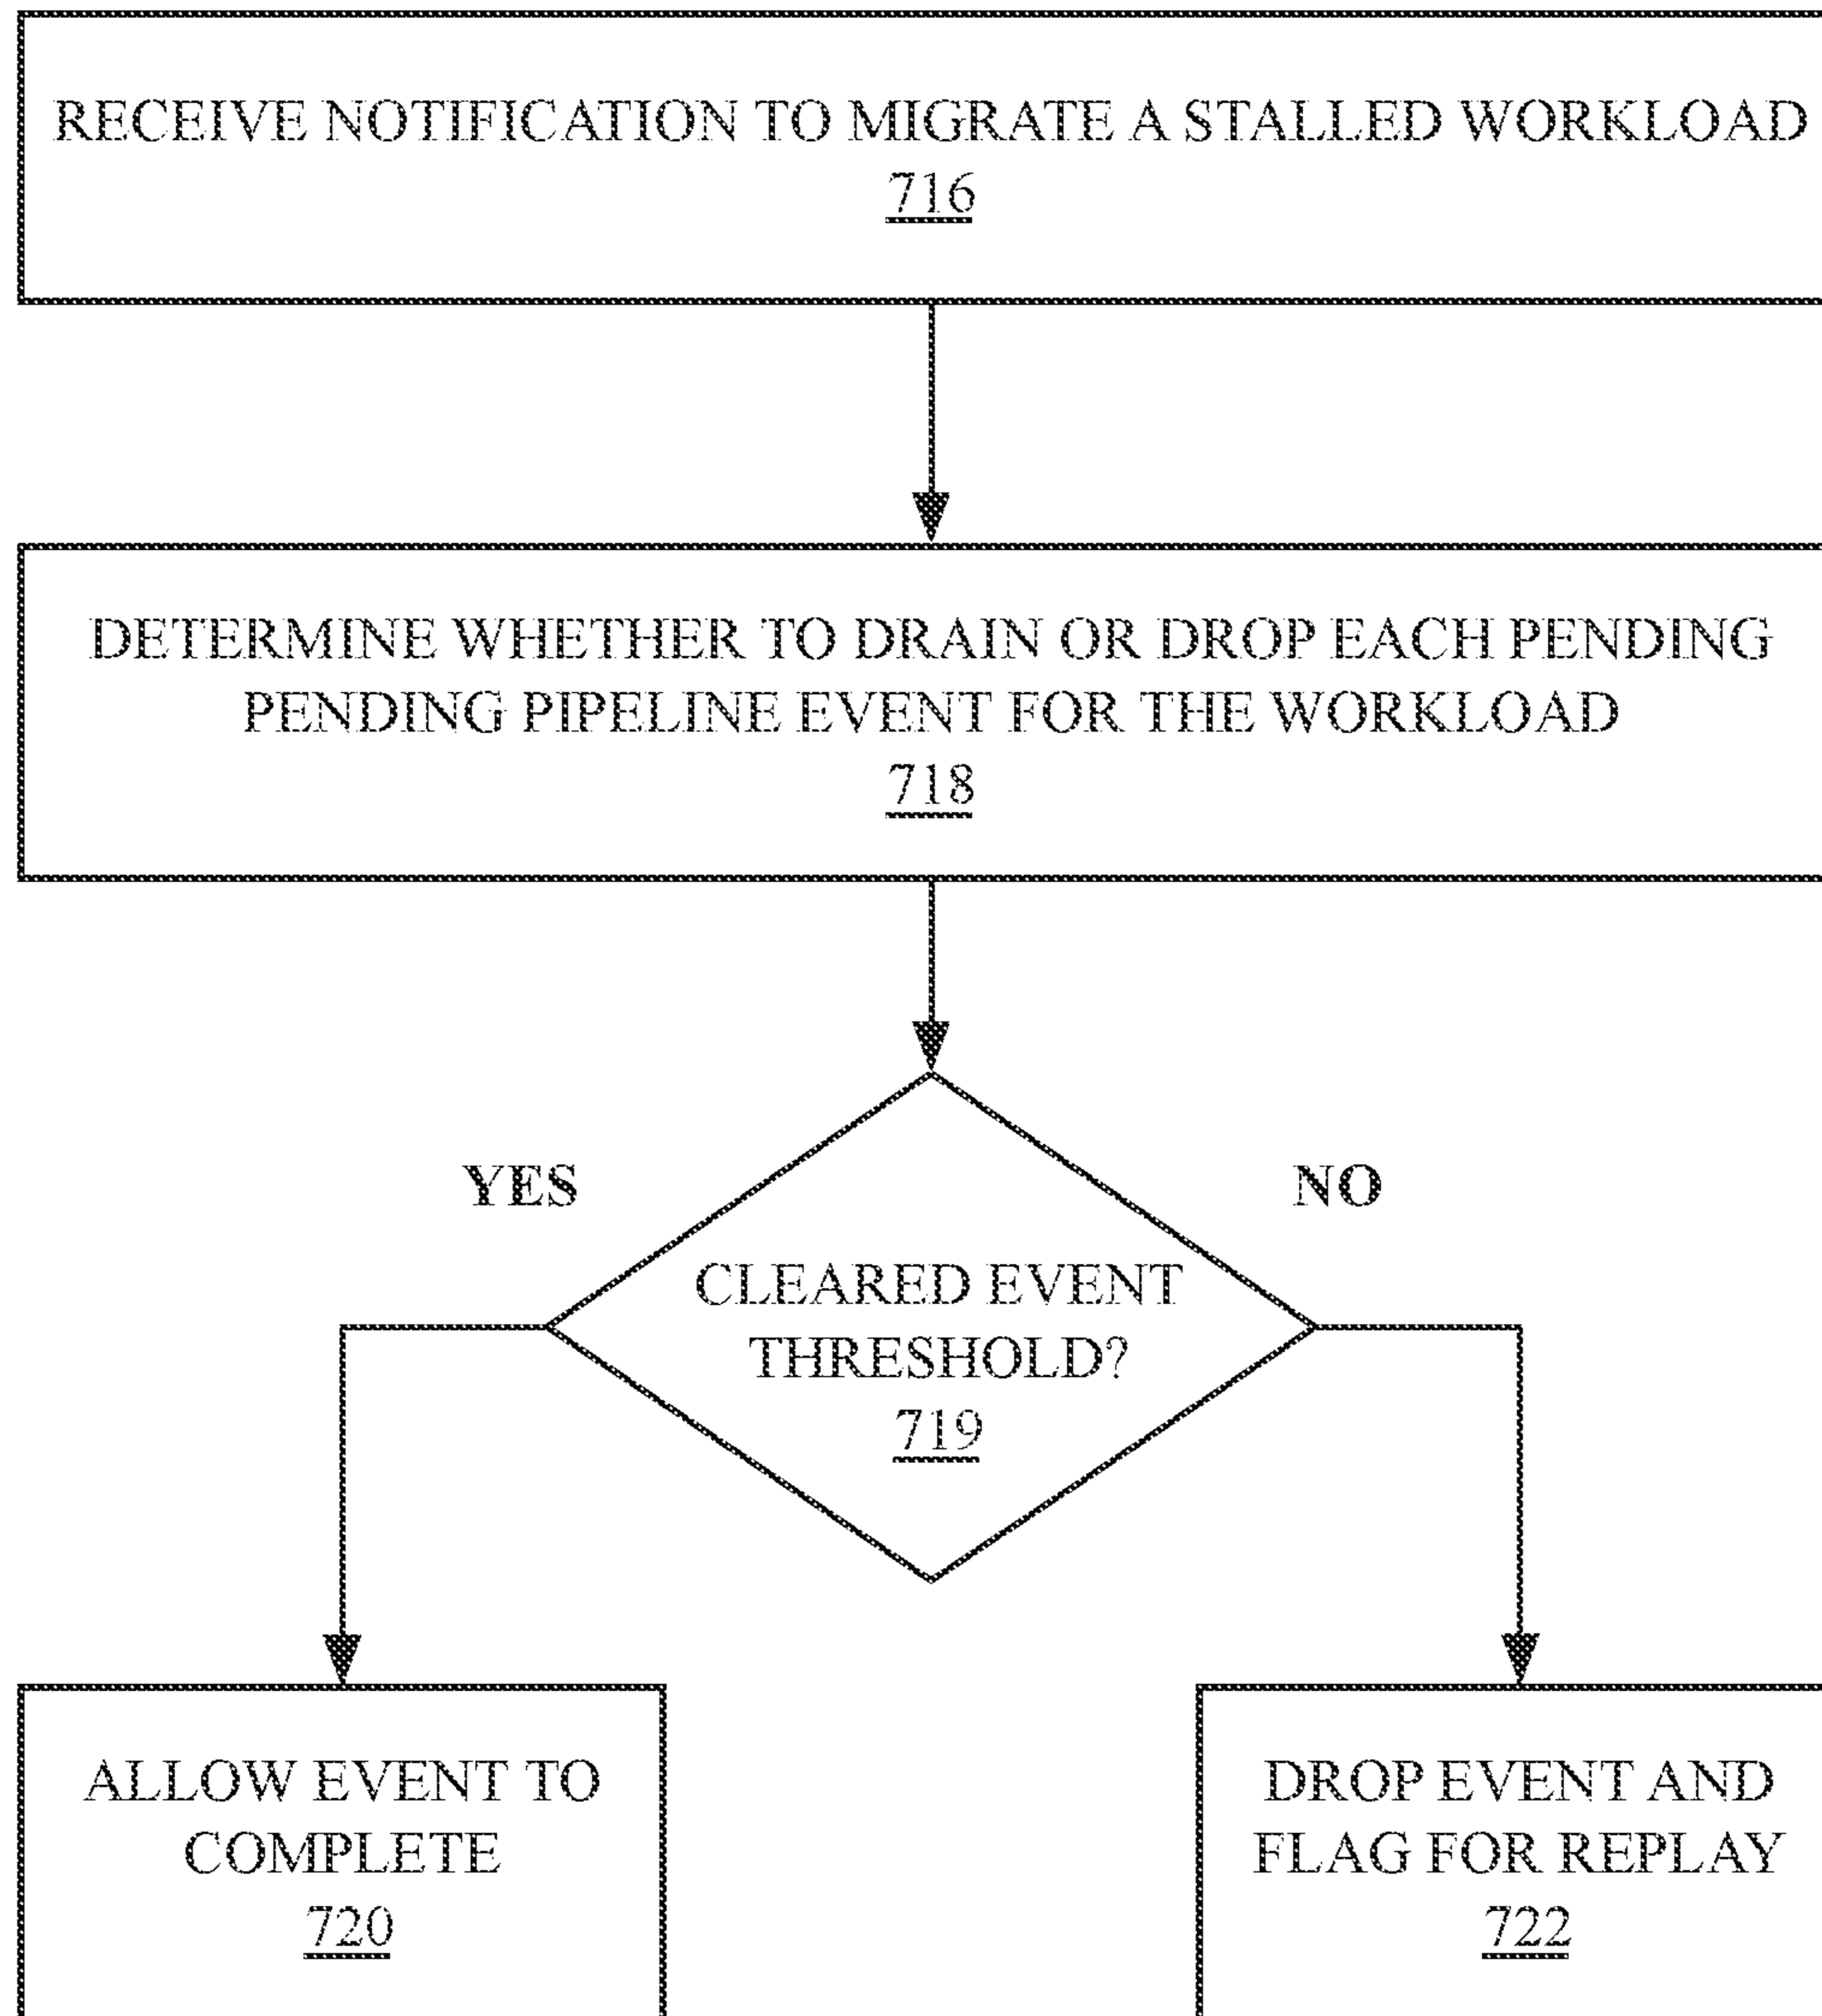 RECEIVE NOTIFICATION TO MIGRATE A STALLED WORKLOAD
716
DETERMINE WHETHER TO DRAIN OR DROP EACH PENDING
PENDING PIPELINE EVENT FOR THE WORKLOAD
718
YES
NO
CLEARED EVENT
THRESHOLD?
719
ALLOW EVENT TO
COMPLETE
720
DROP EVENT AND
FLAG FOR REPLAY
722